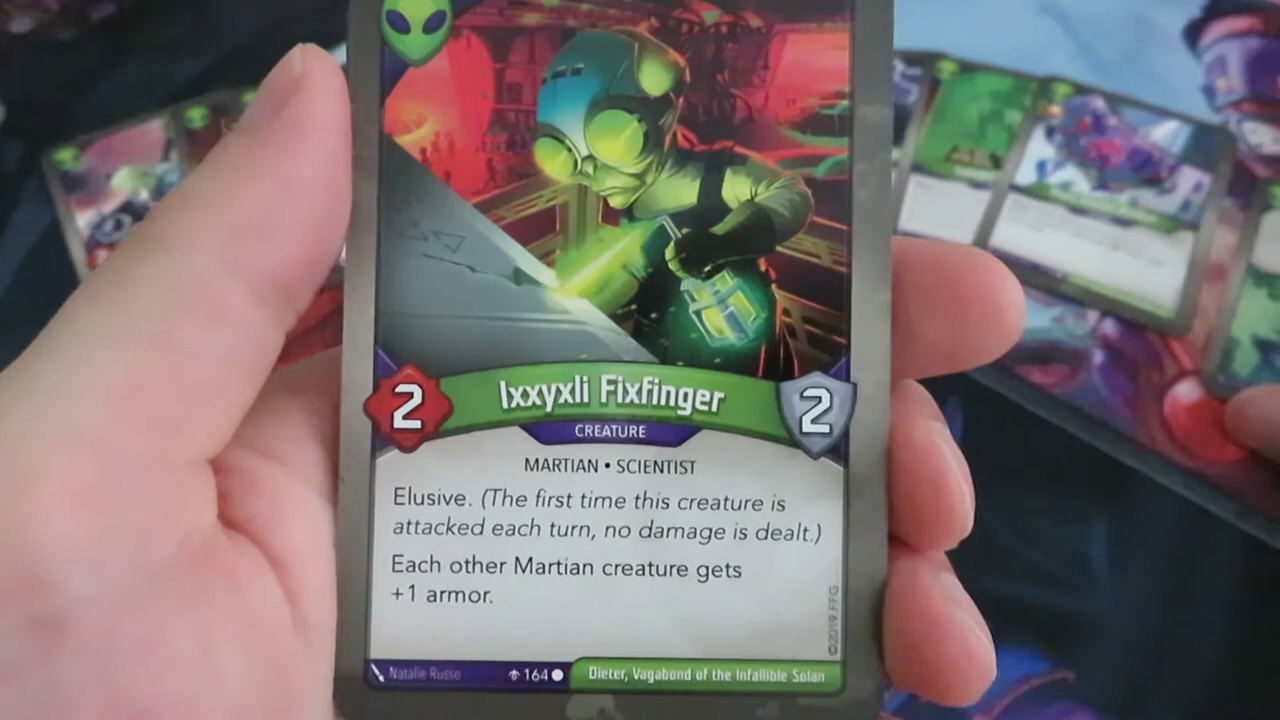 Ixxyxli Fixfinger
2
2
CREATURE
MARTIAN • SCIENTIST
Elusive. (The first time this creature is
attacked each turn, no damage is dealt.)
Each other Martian creature gets
+1 armor.
©2019 FFG
Natalie Russo
164
Dieter, Vagabond of the Infallible Solan